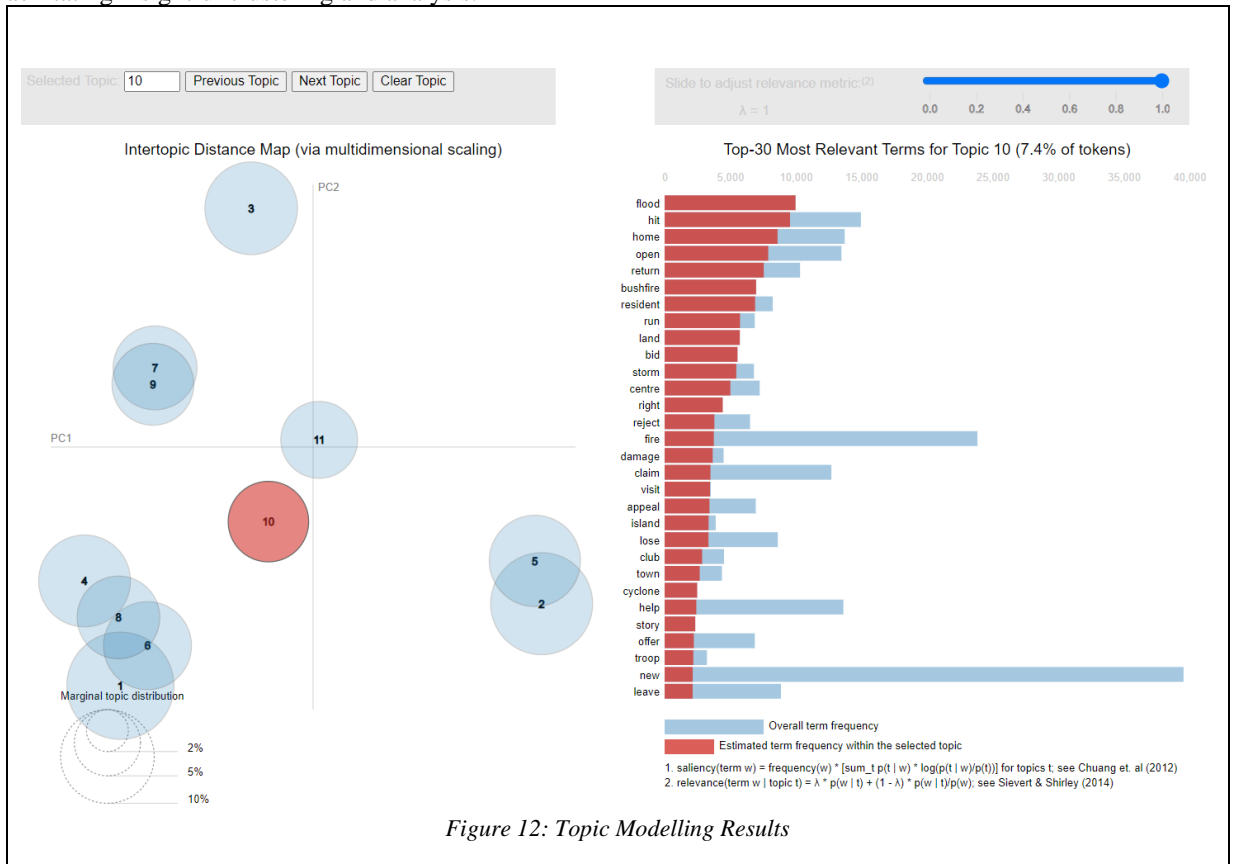 Selected Topic: 10 Previous Topic Next Topic Clear Topic
Slide to adjust relevance metric:(2)
λ = 1
0.0 0.2 0.4 0.6 0.8 1.0
Intertopic Distance Map (via multidimensional scaling)
PC2
PC1
3
7
9
11
10
4
8
6
1
5
2
Marginal topic distribution
2%
5%
10%
Top-30 Most Relevant Terms for Topic 10 (7.4% of tokens)
0 5,000 10,000 15,000 20,000 25,000 30,000 35,000 40,000
flood
hit
home
open
return
bushfire
resident
run
land
bid
storm
centre
right
reject
fire
damage
claim
visit
appeal
island
lose
club
town
cyclone
help
story
offer
troop
new
leave
Overall term frequency
Estimated term frequency within the selected topic
1. saliency(term w) = frequency(w) * [sum_t p(t | w) * log(p(t | w)/p(t))] for topics t; see Chuang et. al (2012)
2. relevance(term w | topic t) = λ * p(w | t) + (1 - λ) * p(w | t)/p(w); see Sievert & Shirley (2014)
Figure 12: Topic Modelling Results